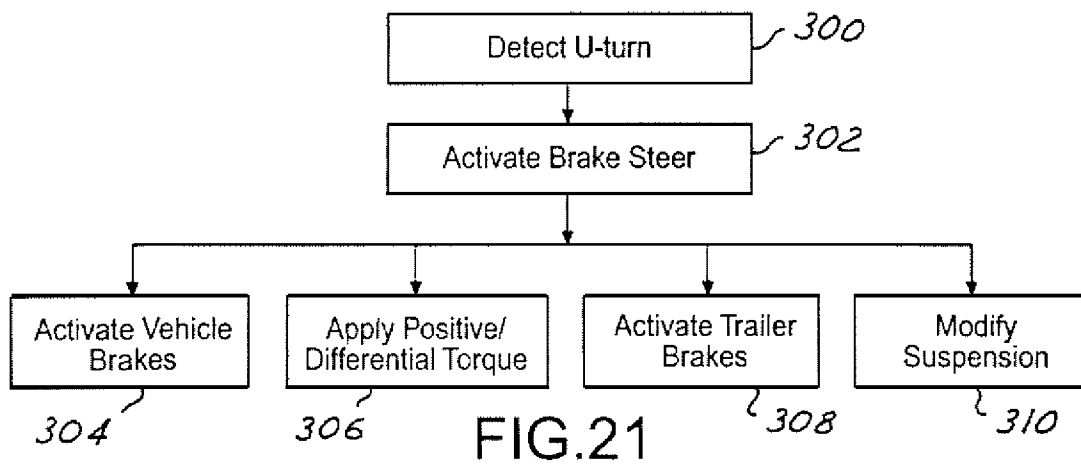 Detect U-turn
300
Activate Brake Steer
302
Activate Vehicle
Brakes
304
Apply Positive/
Differential Torque
306
Activate Trailer
Brakes
308
Modify
Suspension
310
FIG.21